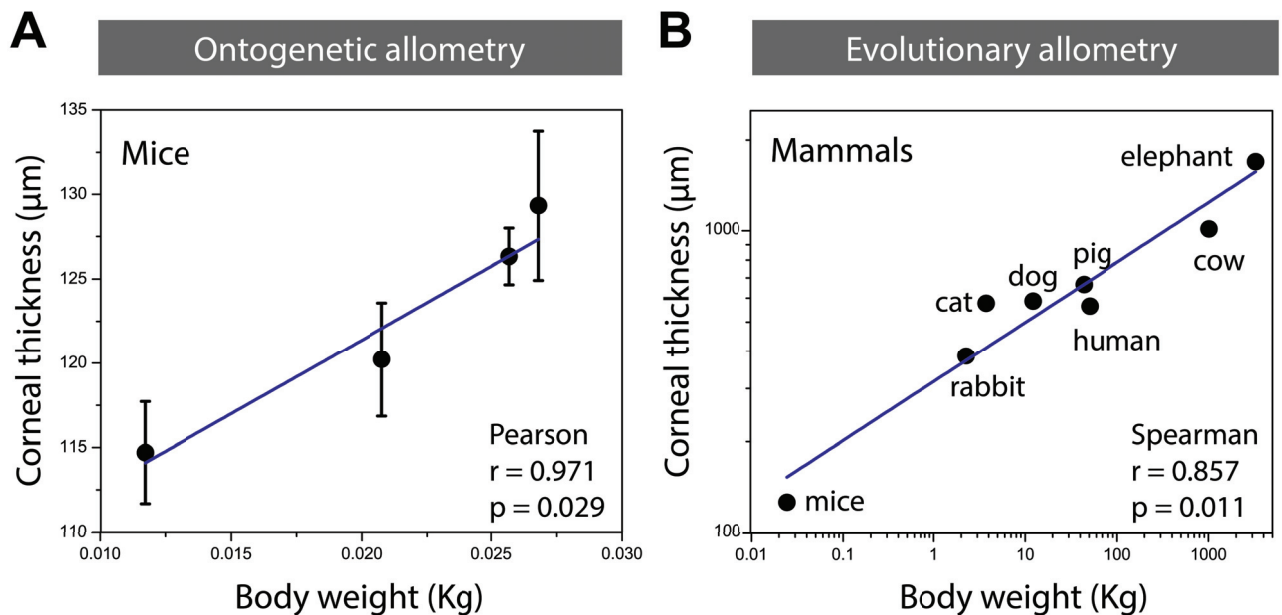 A
Ontogenetic allometry
Mice
Corneal thickness (µm)
135
130
125
120
115
110
0.010
0.015
0.020
0.025
0.030
Body weight (Kg)
Pearson
r = 0.971
p = 0.029
B
Evolutionary allometry
Mammals
Corneal thickness (µm)
1000
100
elephant
cow
pig
dog
cat
human
rabbit
mice
Spearman
r = 0.857
p = 0.011
0.01
0.1
1
10
100
1000
Body weight (Kg)